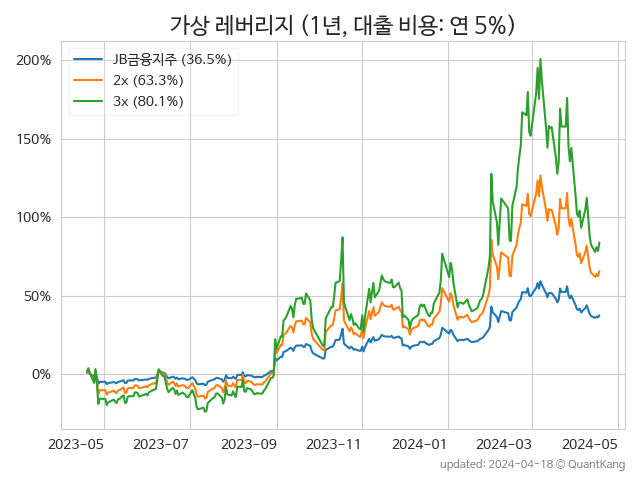 가상 레버리지 (1년, 대출 비용: 연 5%)
JB금융지주 (36.5%)
2x (63.3%)
3x (80.1%)
200%
150%
100%
50%
0%
2023-05 2023-07 2023-09 2023-11 2024-01 2024-03 2024-05
updated: 2024-04-18 © QuantKang